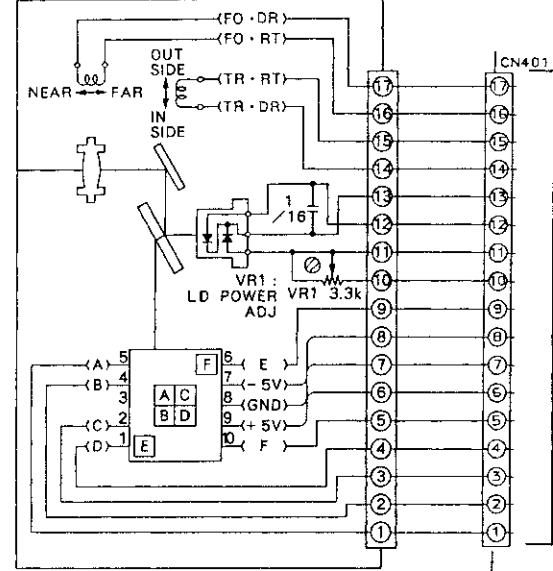 (FO・DR)
(FO・RT)
OUT SIDE
(TR・RT)
NEAR FAR
(TR・DR)
IN SIDE
CN401
17 17
16 16
15 15
14 14
13 13
1/16
12 12
11 11
VR1 :
LD POWER ADJ
VR1 3.3k
10 10
9 9
(A) 5
F
6 ( E )
8 8
(B) 4
7 (-5V)
7 7
3
A C
8 (GND)
6 6
B D
(C) 2
9 (+5V)
5 5
(D) 1
E
10 ( F )
4 4
3 3
2 2
1 1